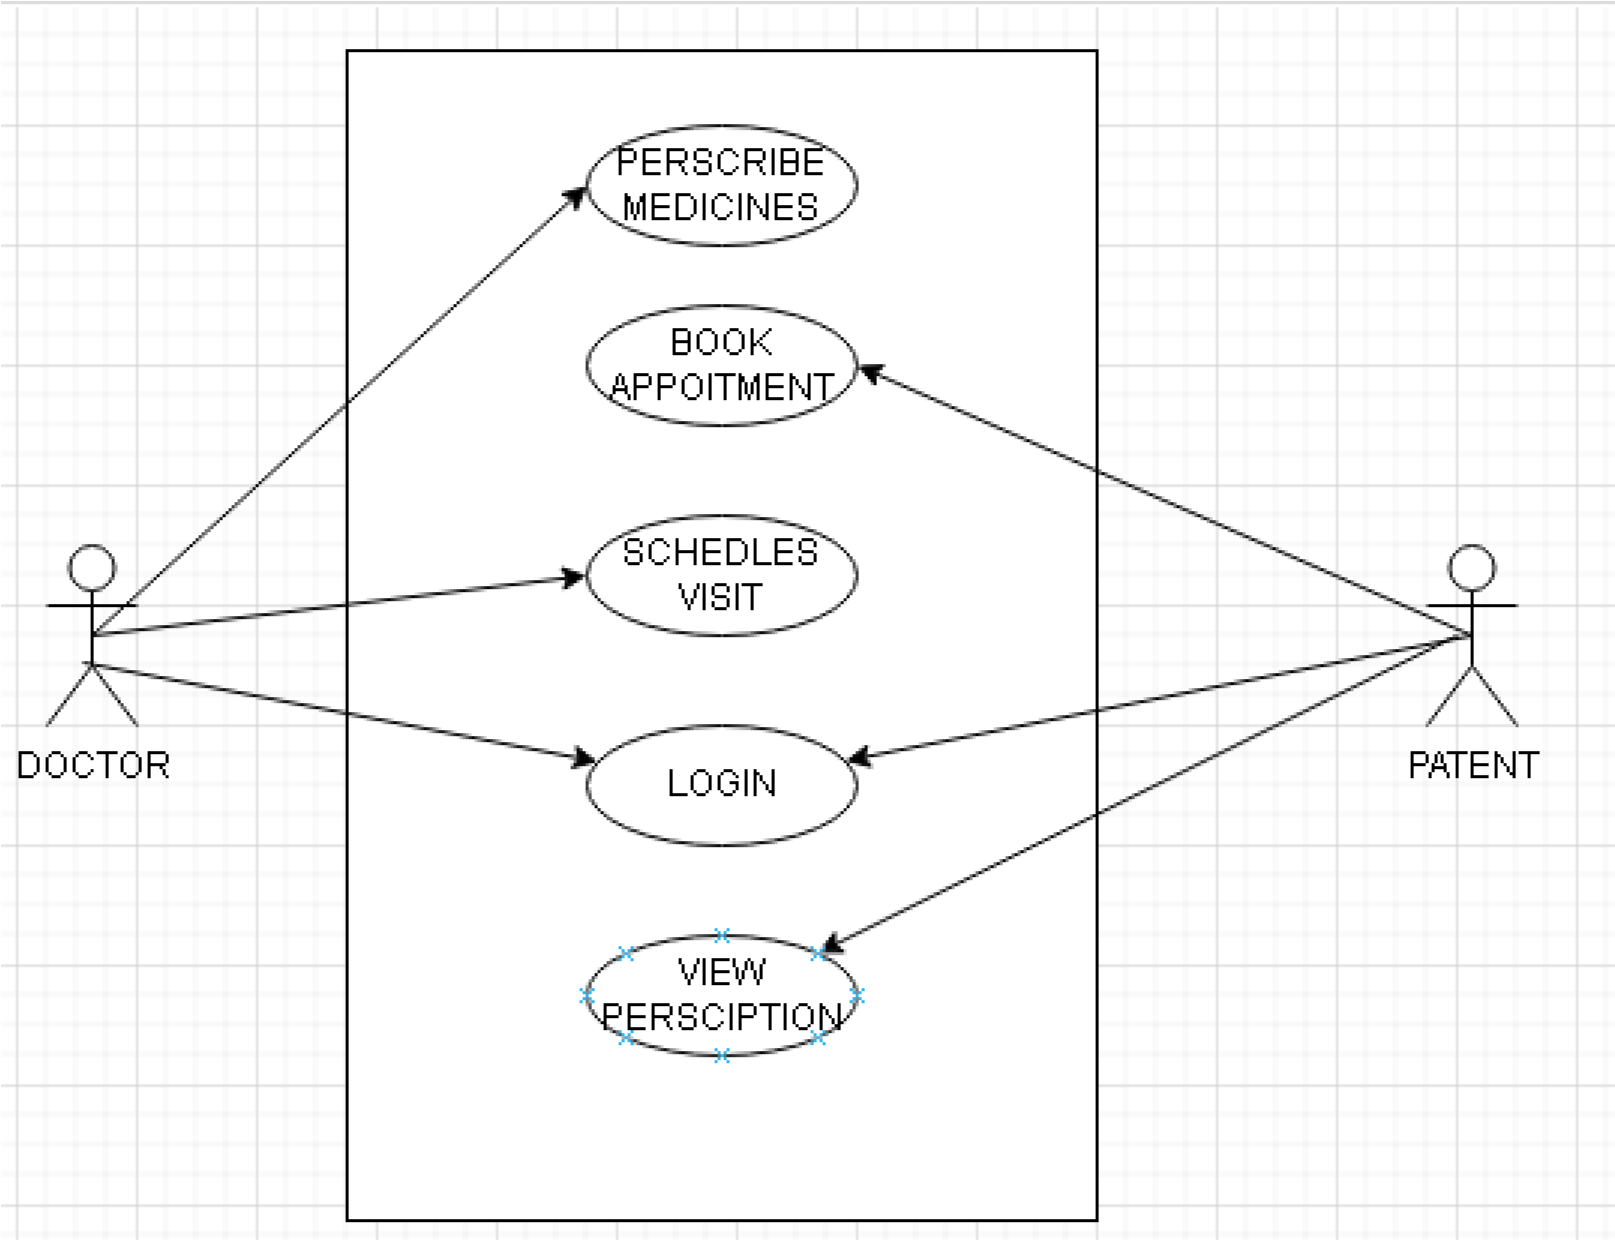 PERSCRIBE
MEDICINES
BOOK
APPOITMENT
SCHEDLES
VISIT
DOCTOR
LOGIN
PATENT
VIEW
PERSCIPTION